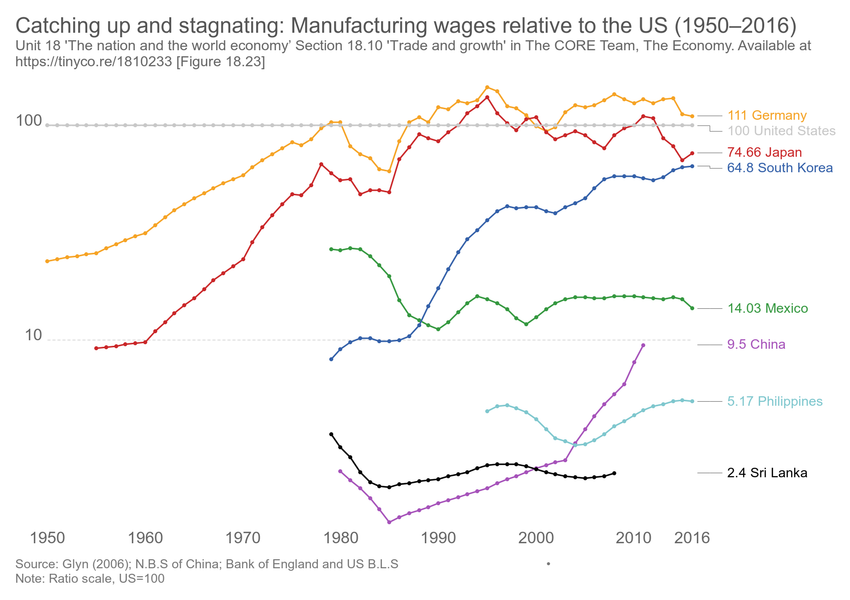 Catching up and stagnating: Manufacturing wages relative to the US (1950–2016)
Unit 18 'The nation and the world economy' Section 18.10 'Trade and growth' in The CORE Team, The Economy. Available at
https://tinyco.re/1810233 [Figure 18.23]
100
111 Germany
100 United States
74.66 Japan
64.8 South Korea
14.03 Mexico
10
9.5 China
5.17 Philippines
2.4 Sri Lanka
1950 1960 1970 1980 1990 2000 2010 2016
Source: Glyn (2006); N.B.S of China; Bank of England and US B.L.S
Note: Ratio scale, US=100